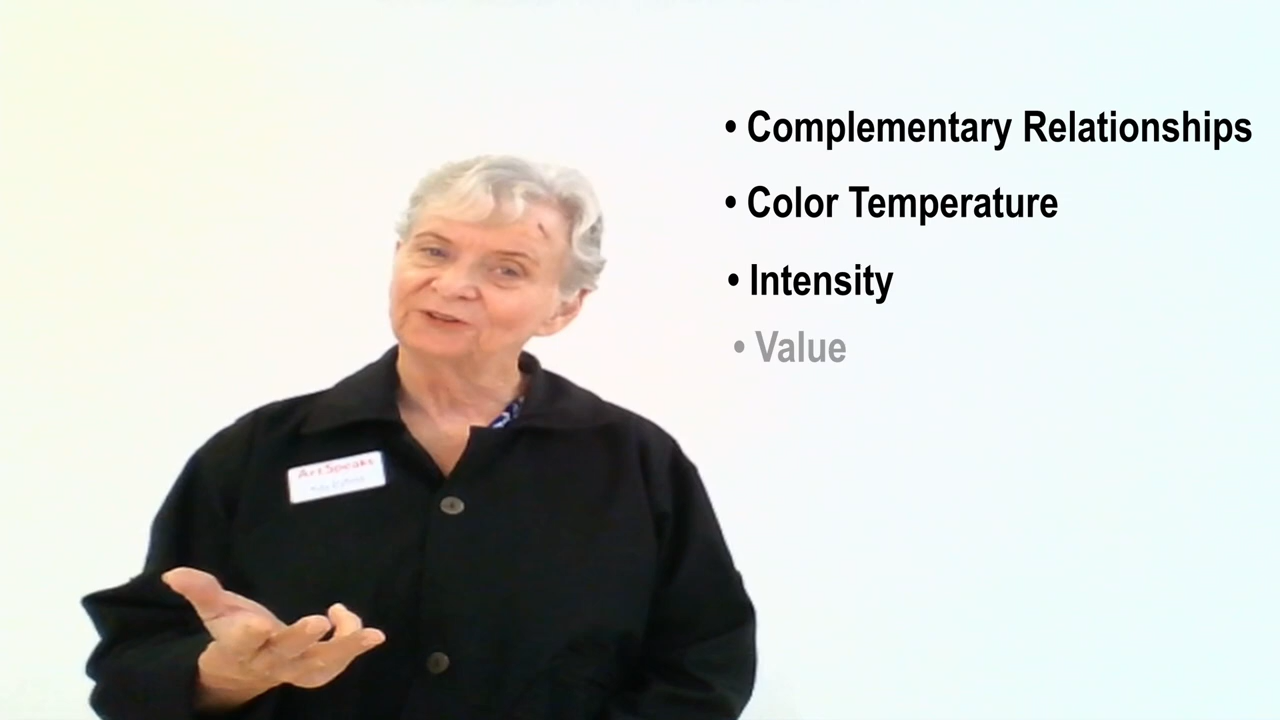 • Complementary Relationships
• Color Temperature
• Intensity
• Value
ArtSpeaks